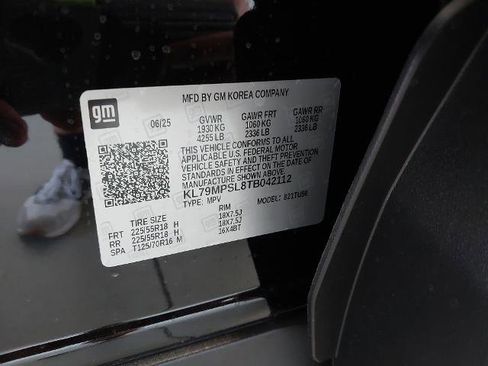 gm
MFD BY GM KOREA COMPANY
06/25 GVWR GAWR FRT GAWR RR
1930 KG 1060 KG 1060 KG
4255 LB 2336 LB 2336 LB
THIS VEHICLE CONFORMS TO ALL
APPLICABLE U.S. FEDERAL MOTOR
VEHICLE SAFETY AND THEFT PREVENTION
STANDARDS IN EFFECT ON THE DATE OF
MANUFACTURE SHOWN ABOVE.
KL79MPSL8TB042112
TYPE: MPV MODEL: 821TU56
TIRE SIZE RIM
FRT 225/55R18 H 18X7.5J
RR 225/55R18 H 18X7.5J
SPA T125/70R16 M 16X4BT